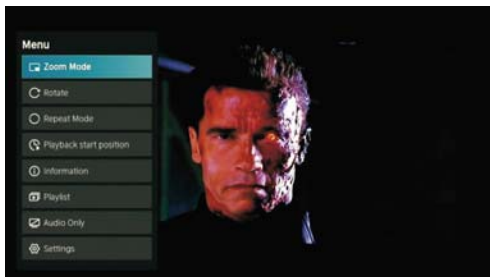 Menu
Zoom Mode
Rotate
Repeat Mode
Playback start position
Information
Playlist
Audio Only
Settings